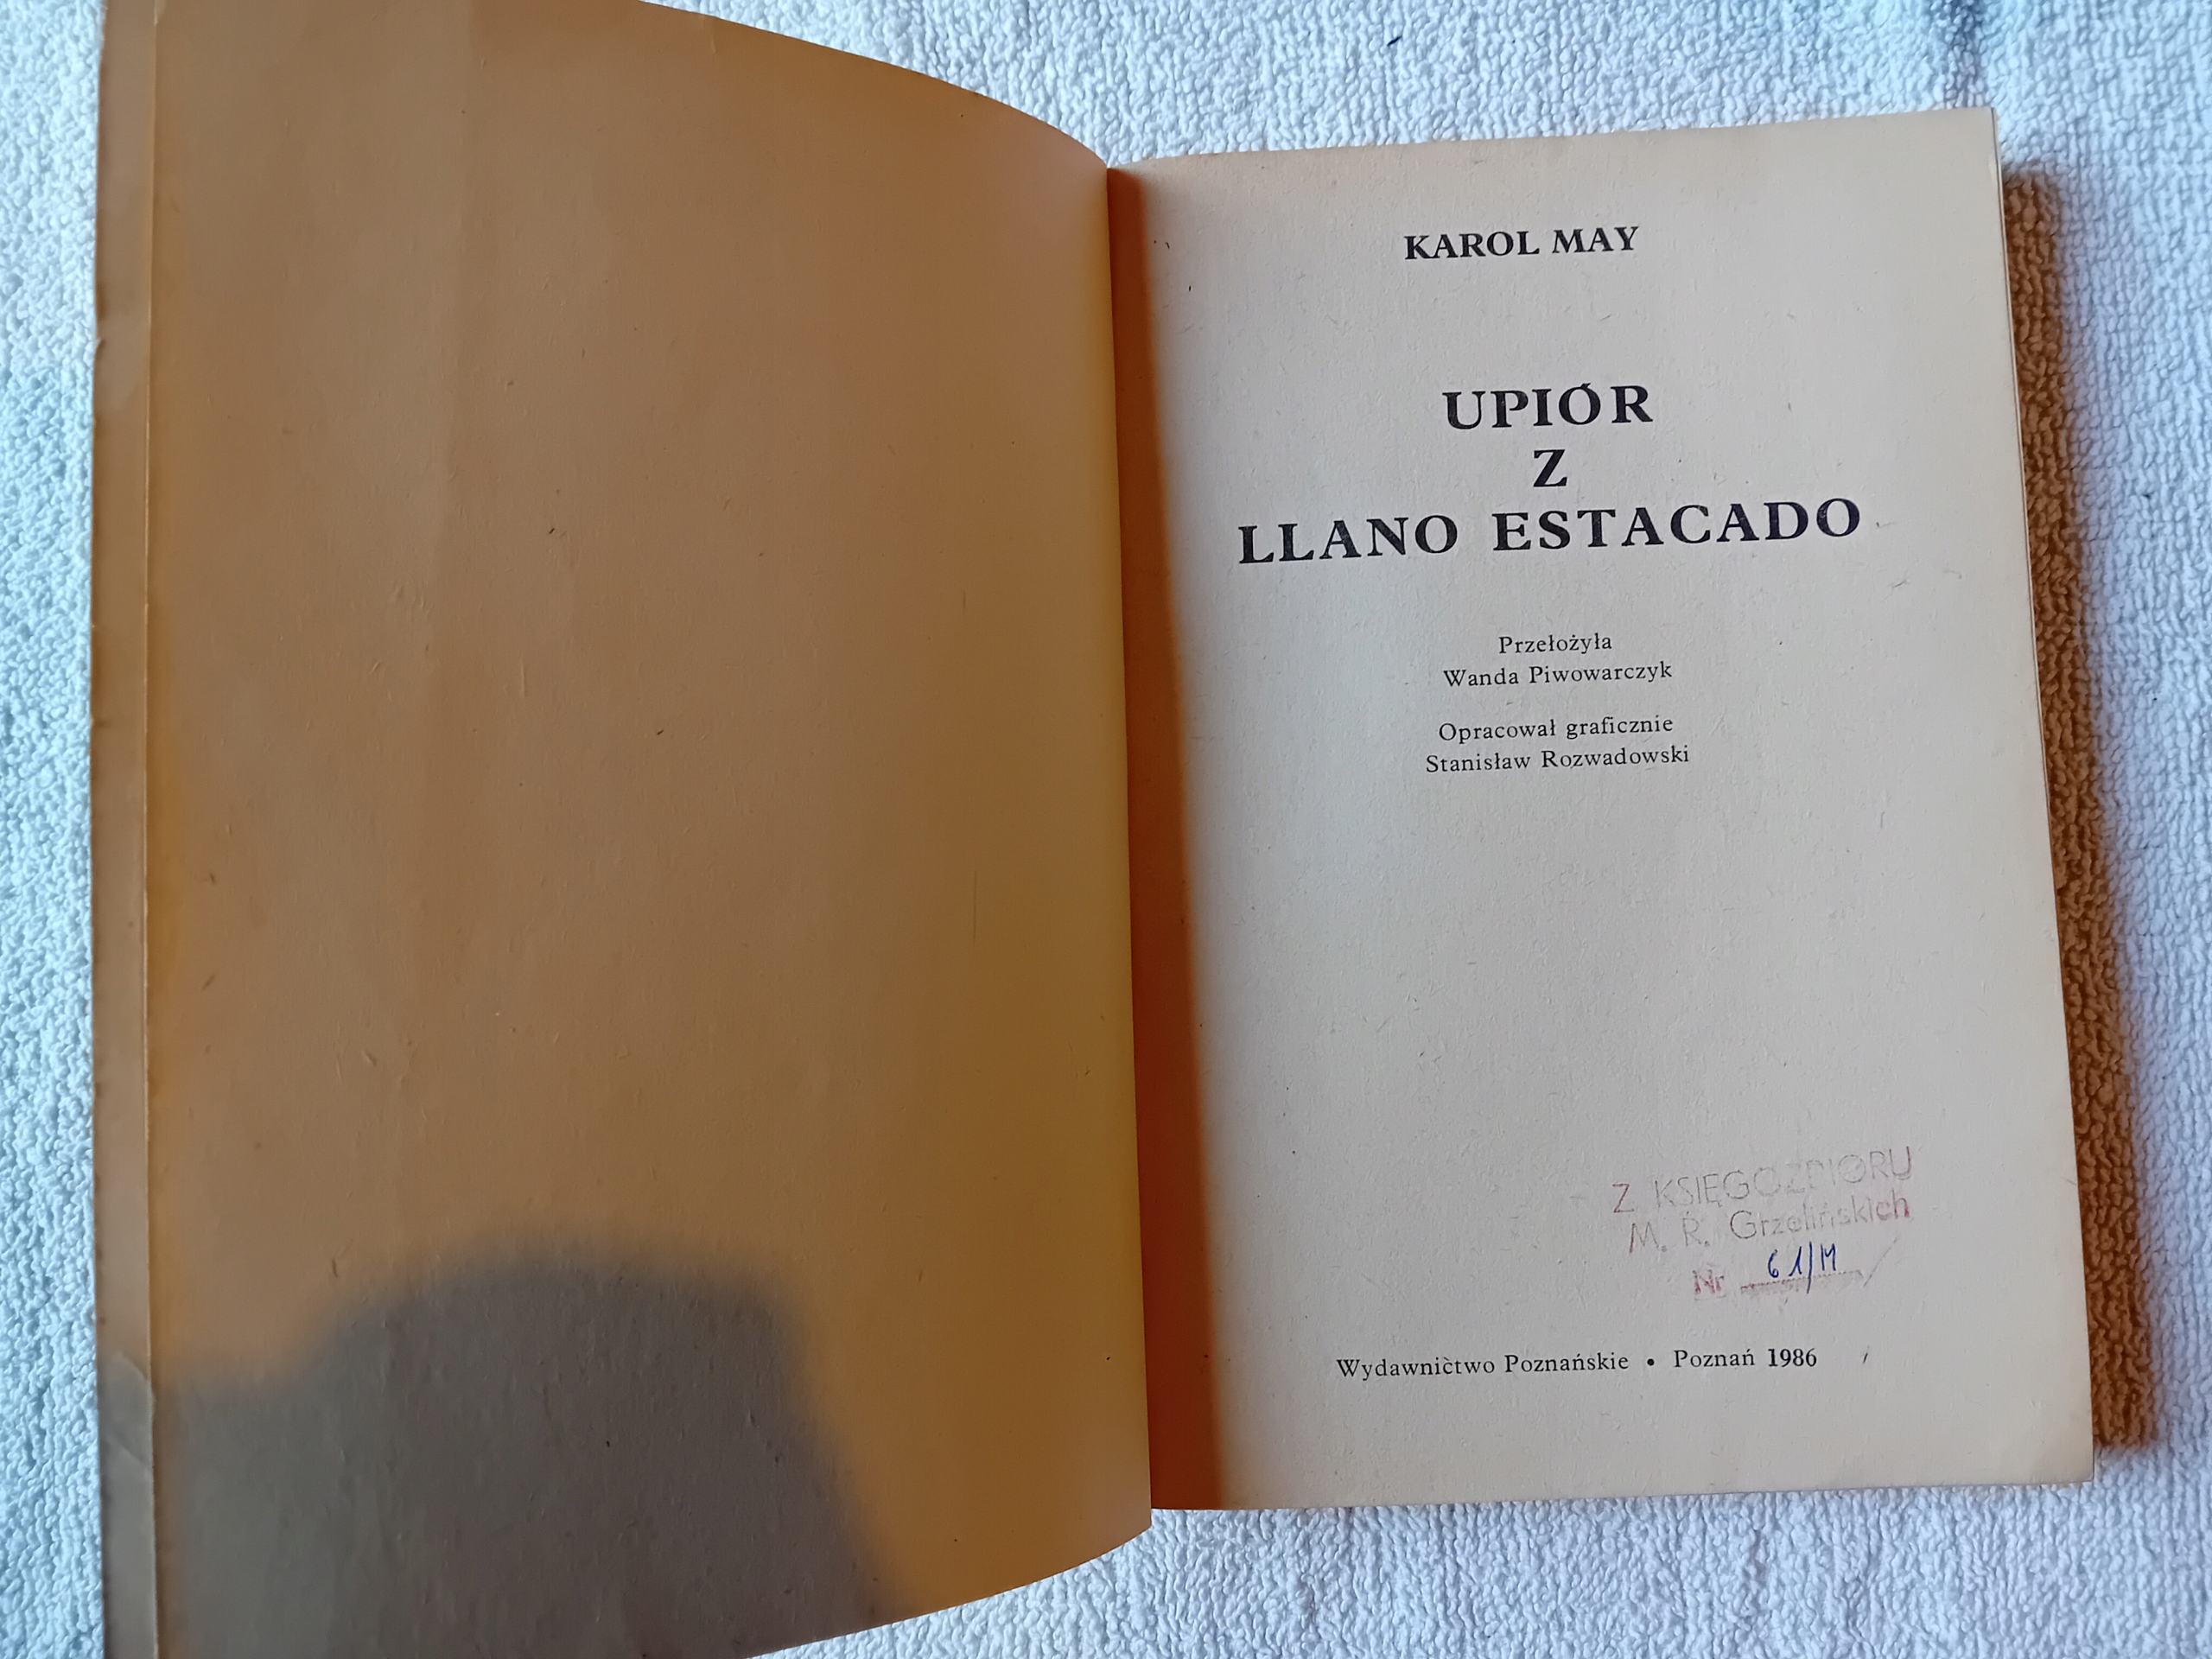 KAROL MAY
UPIÓR
Z
LLANO ESTACADO
Przełożyła
Wanda Piwowarczyk
Opracował graficznie
Stanisław Rozwadowski
Z KSIĘGOZBIORU
M. R. Grzelińskich
Nr 61/M
Wydawnictwo Poznańskie • Poznań 1986